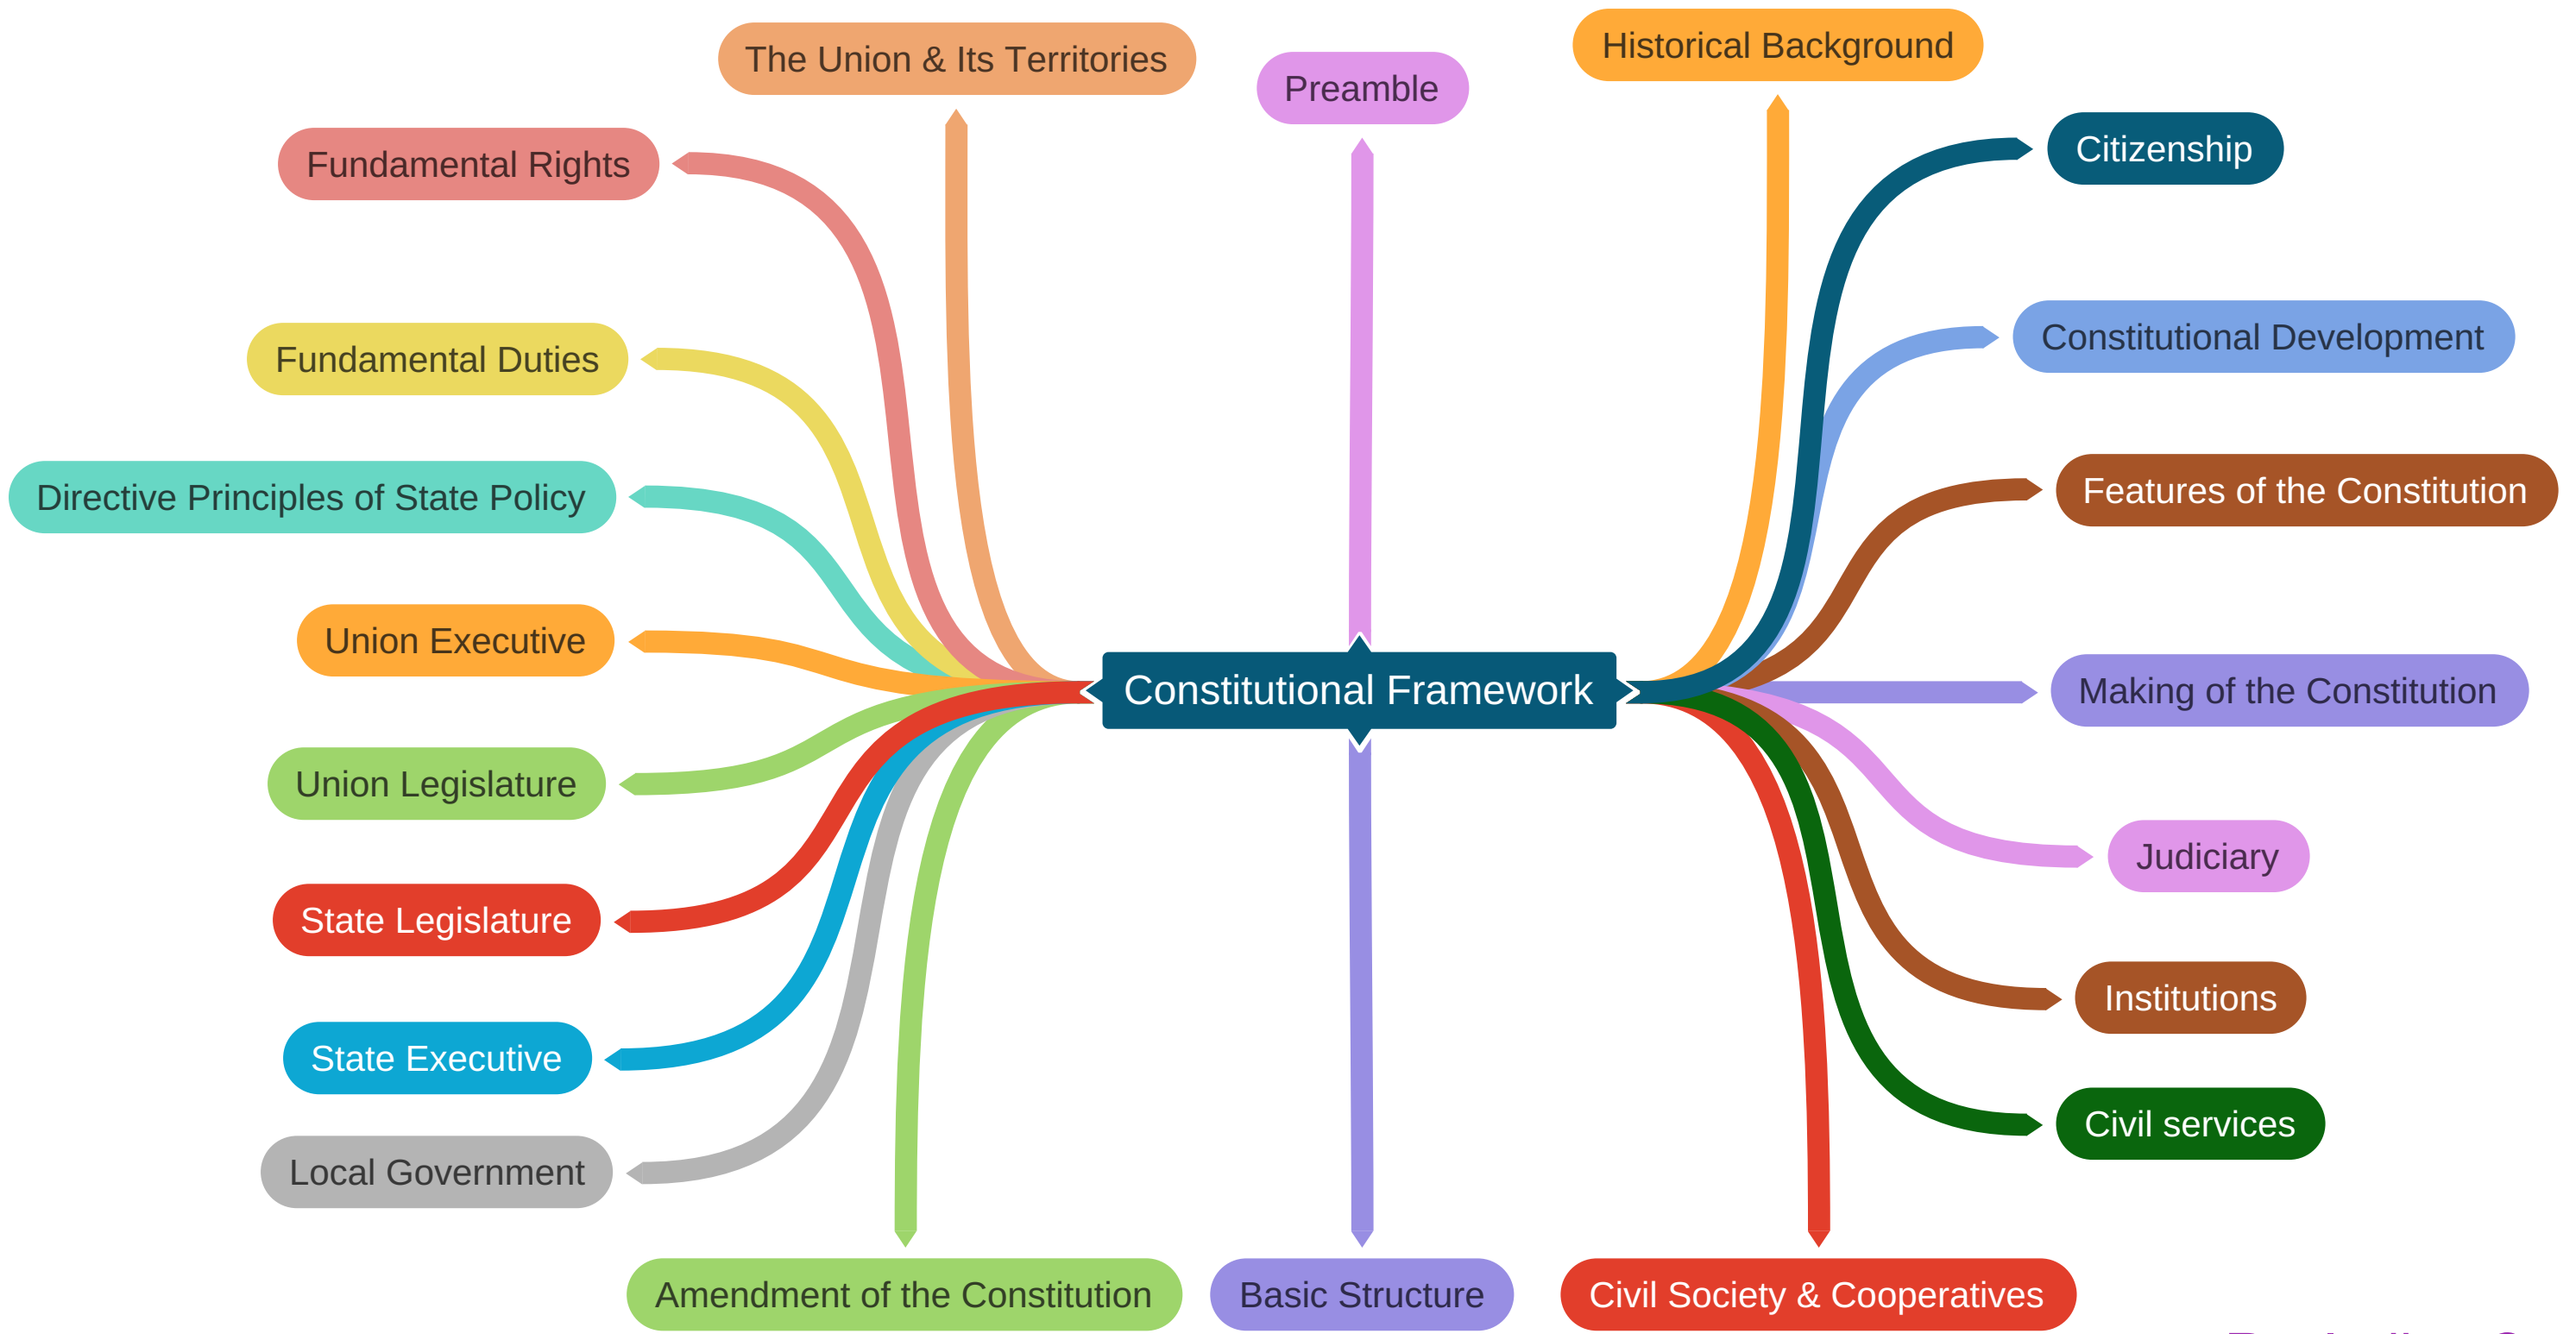 Historical Background
The Union & Its Territories
Preamble
Citizenship
Fundamental Rights
Constitutional Development
Fundamental Duties
Features of the Constitution
Directive Principles of State Policy
Union Executive
Constitutional Framework
Making of the Constitution
Union Legislature
Judiciary
State Legislature
Institutions
State Executive
Civil services
Local Government
Amendment of the Constitution
Basic Structure
Civil Society & Cooperatives